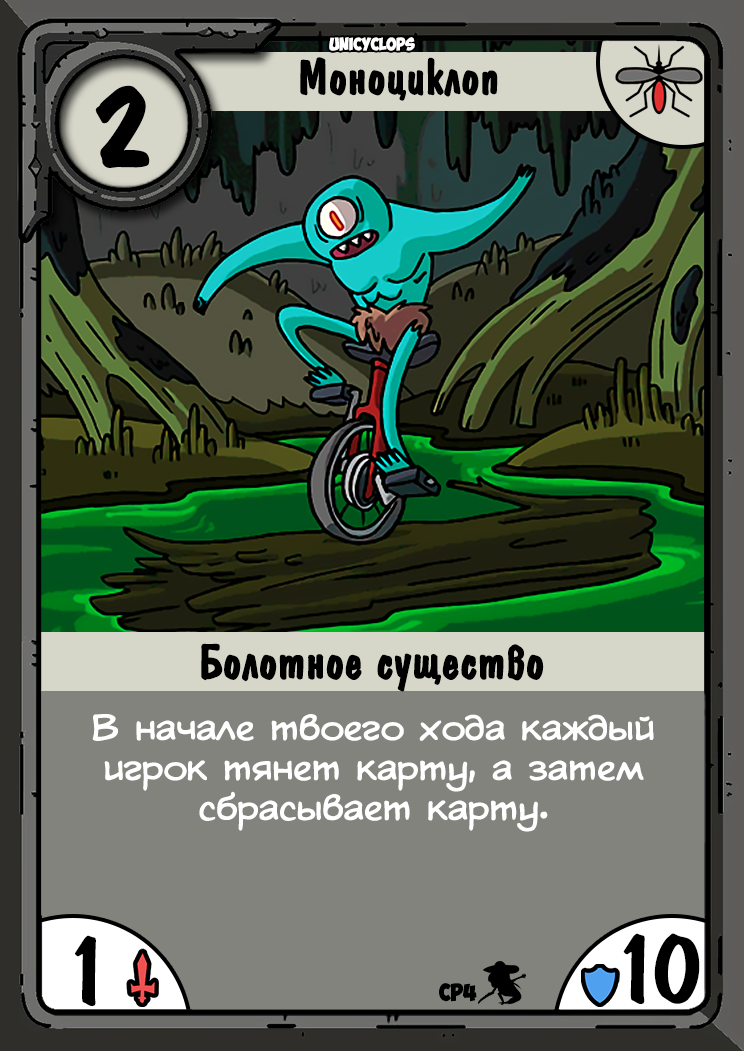 UNICYCLOPS
Моноциклоп
2
Болотное существо
В начале твоего хода каждый
игрок тянет карту, а затем
сбрасывает карту.
1
CP4
10